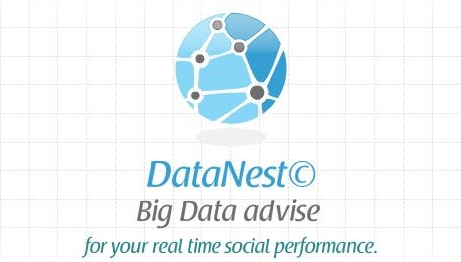 DataNest©
Big Data advise
for your real time social performance.